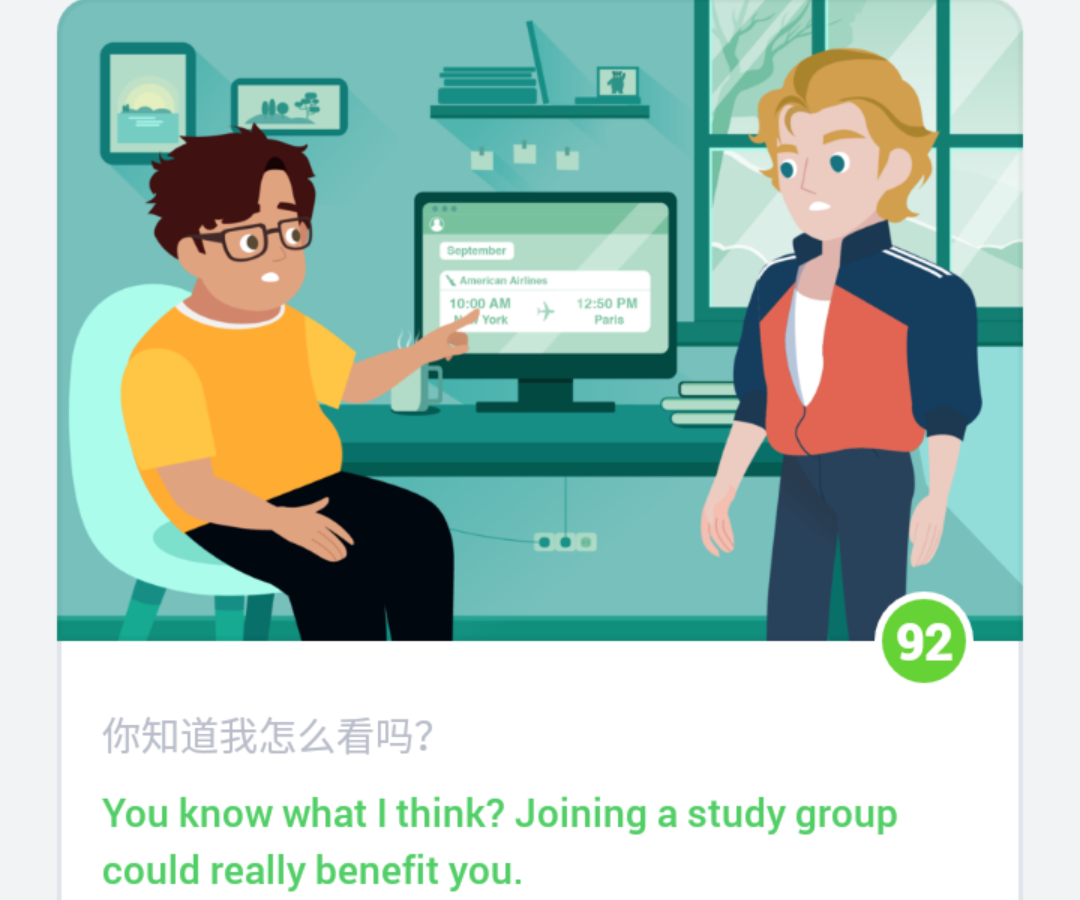 September
American Airlines
10:00 AM 12:50 PM
New York Paris
92
你知道我怎么看吗?
You know what I think? Joining a study group
could really benefit you.